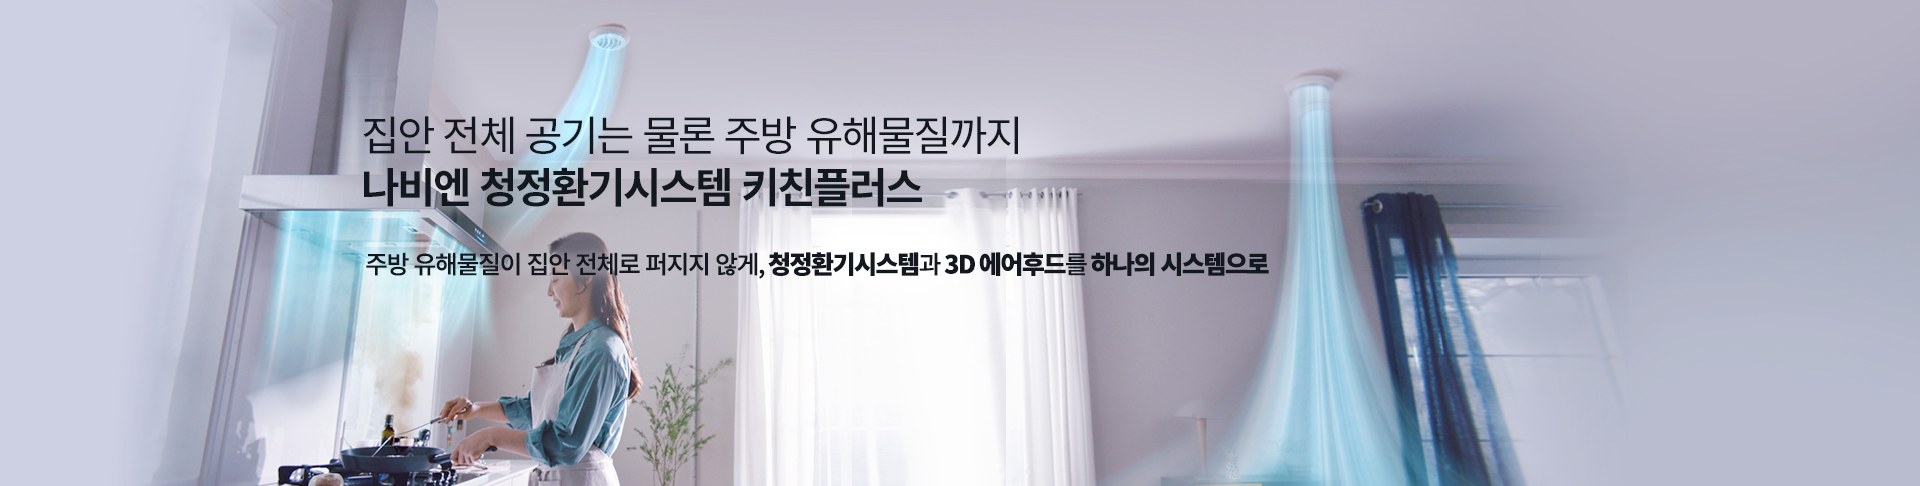 집안 전체 공기는 물론 주방 유해물질까지
나비엔 청정환기시스템 키친플러스
주방 유해물질이 집안 전체로 퍼지지 않게, 청정환기시스템과 3D 에어후드를 하나의 시스템으로